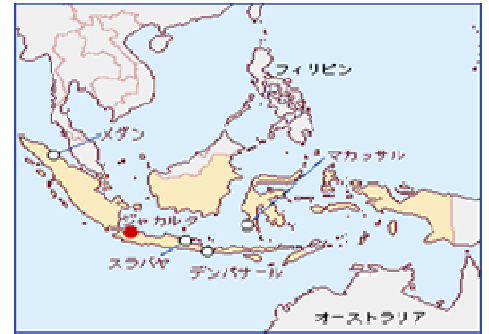 フィリピン
メダン
マカッサル
ジャカルタ
スラバヤ
デンパサール
オーストラリア